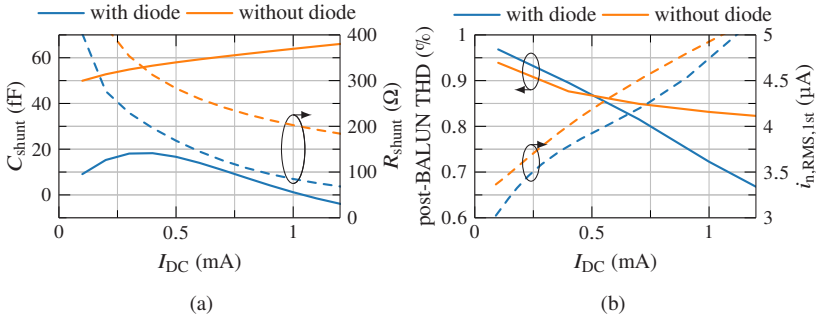 with diode without diode
60
40
20
0
C_shunt (fF)
400
300
200
100
0
R_shunt (Ω)
0 0.5 1
I_DC (mA)
(a)
with diode without diode
1
0.9
0.8
0.7
0.6
post-BALUN THD (%)
5
4.5
4
3.5
3
i_n,RMS,1st (µA)
0 0.5 1
I_DC (mA)
(b)